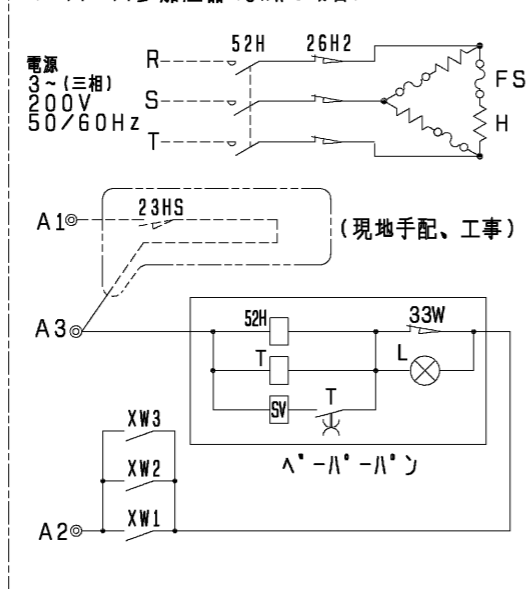 52H 26H2
電源
3~(三相)
200V
50/60Hz
R
S
T
FS
H
A1 23HS
(現地手配、工事)
A3
52H 33W
T L
SV T
ベーパーパン
XW3
XW2
XW1
A2